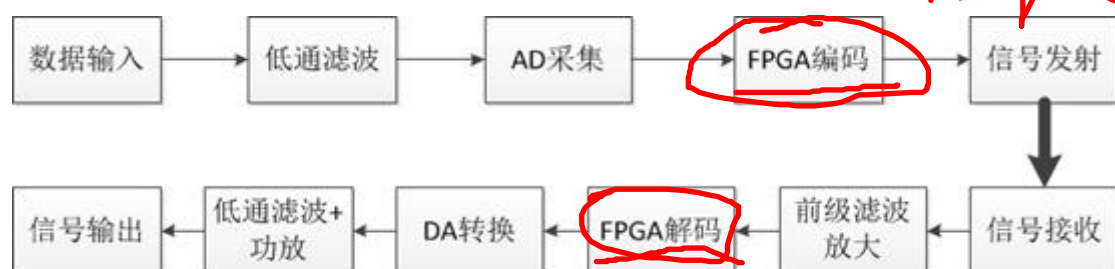 数据输入
低通滤波
AD采集
FPGA编码
信号发射
信号输出
低通滤波+
功放
DA转换
FPGA解码
前级滤波
放大
信号接收